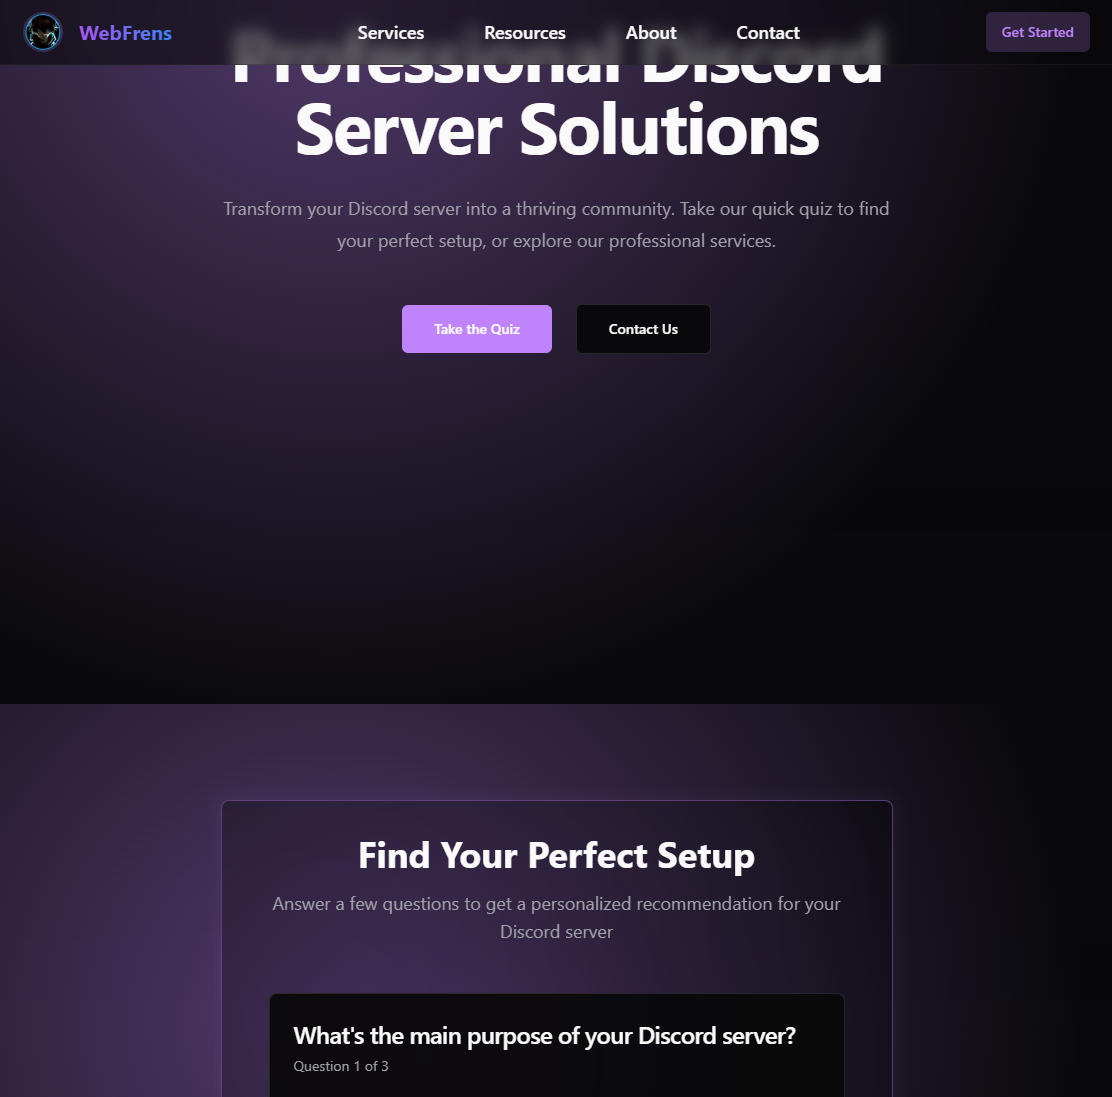 WebFrens
Services
Resources
About
Contact
Get Started
Professional Discord
Server Solutions
Transform your Discord server into a thriving community. Take our quick quiz to find
your perfect setup, or explore our professional services.
Take the Quiz
Contact Us
Find Your Perfect Setup
Answer a few questions to get a personalized recommendation for your
Discord server
What's the main purpose of your Discord server?
Question 1 of 3